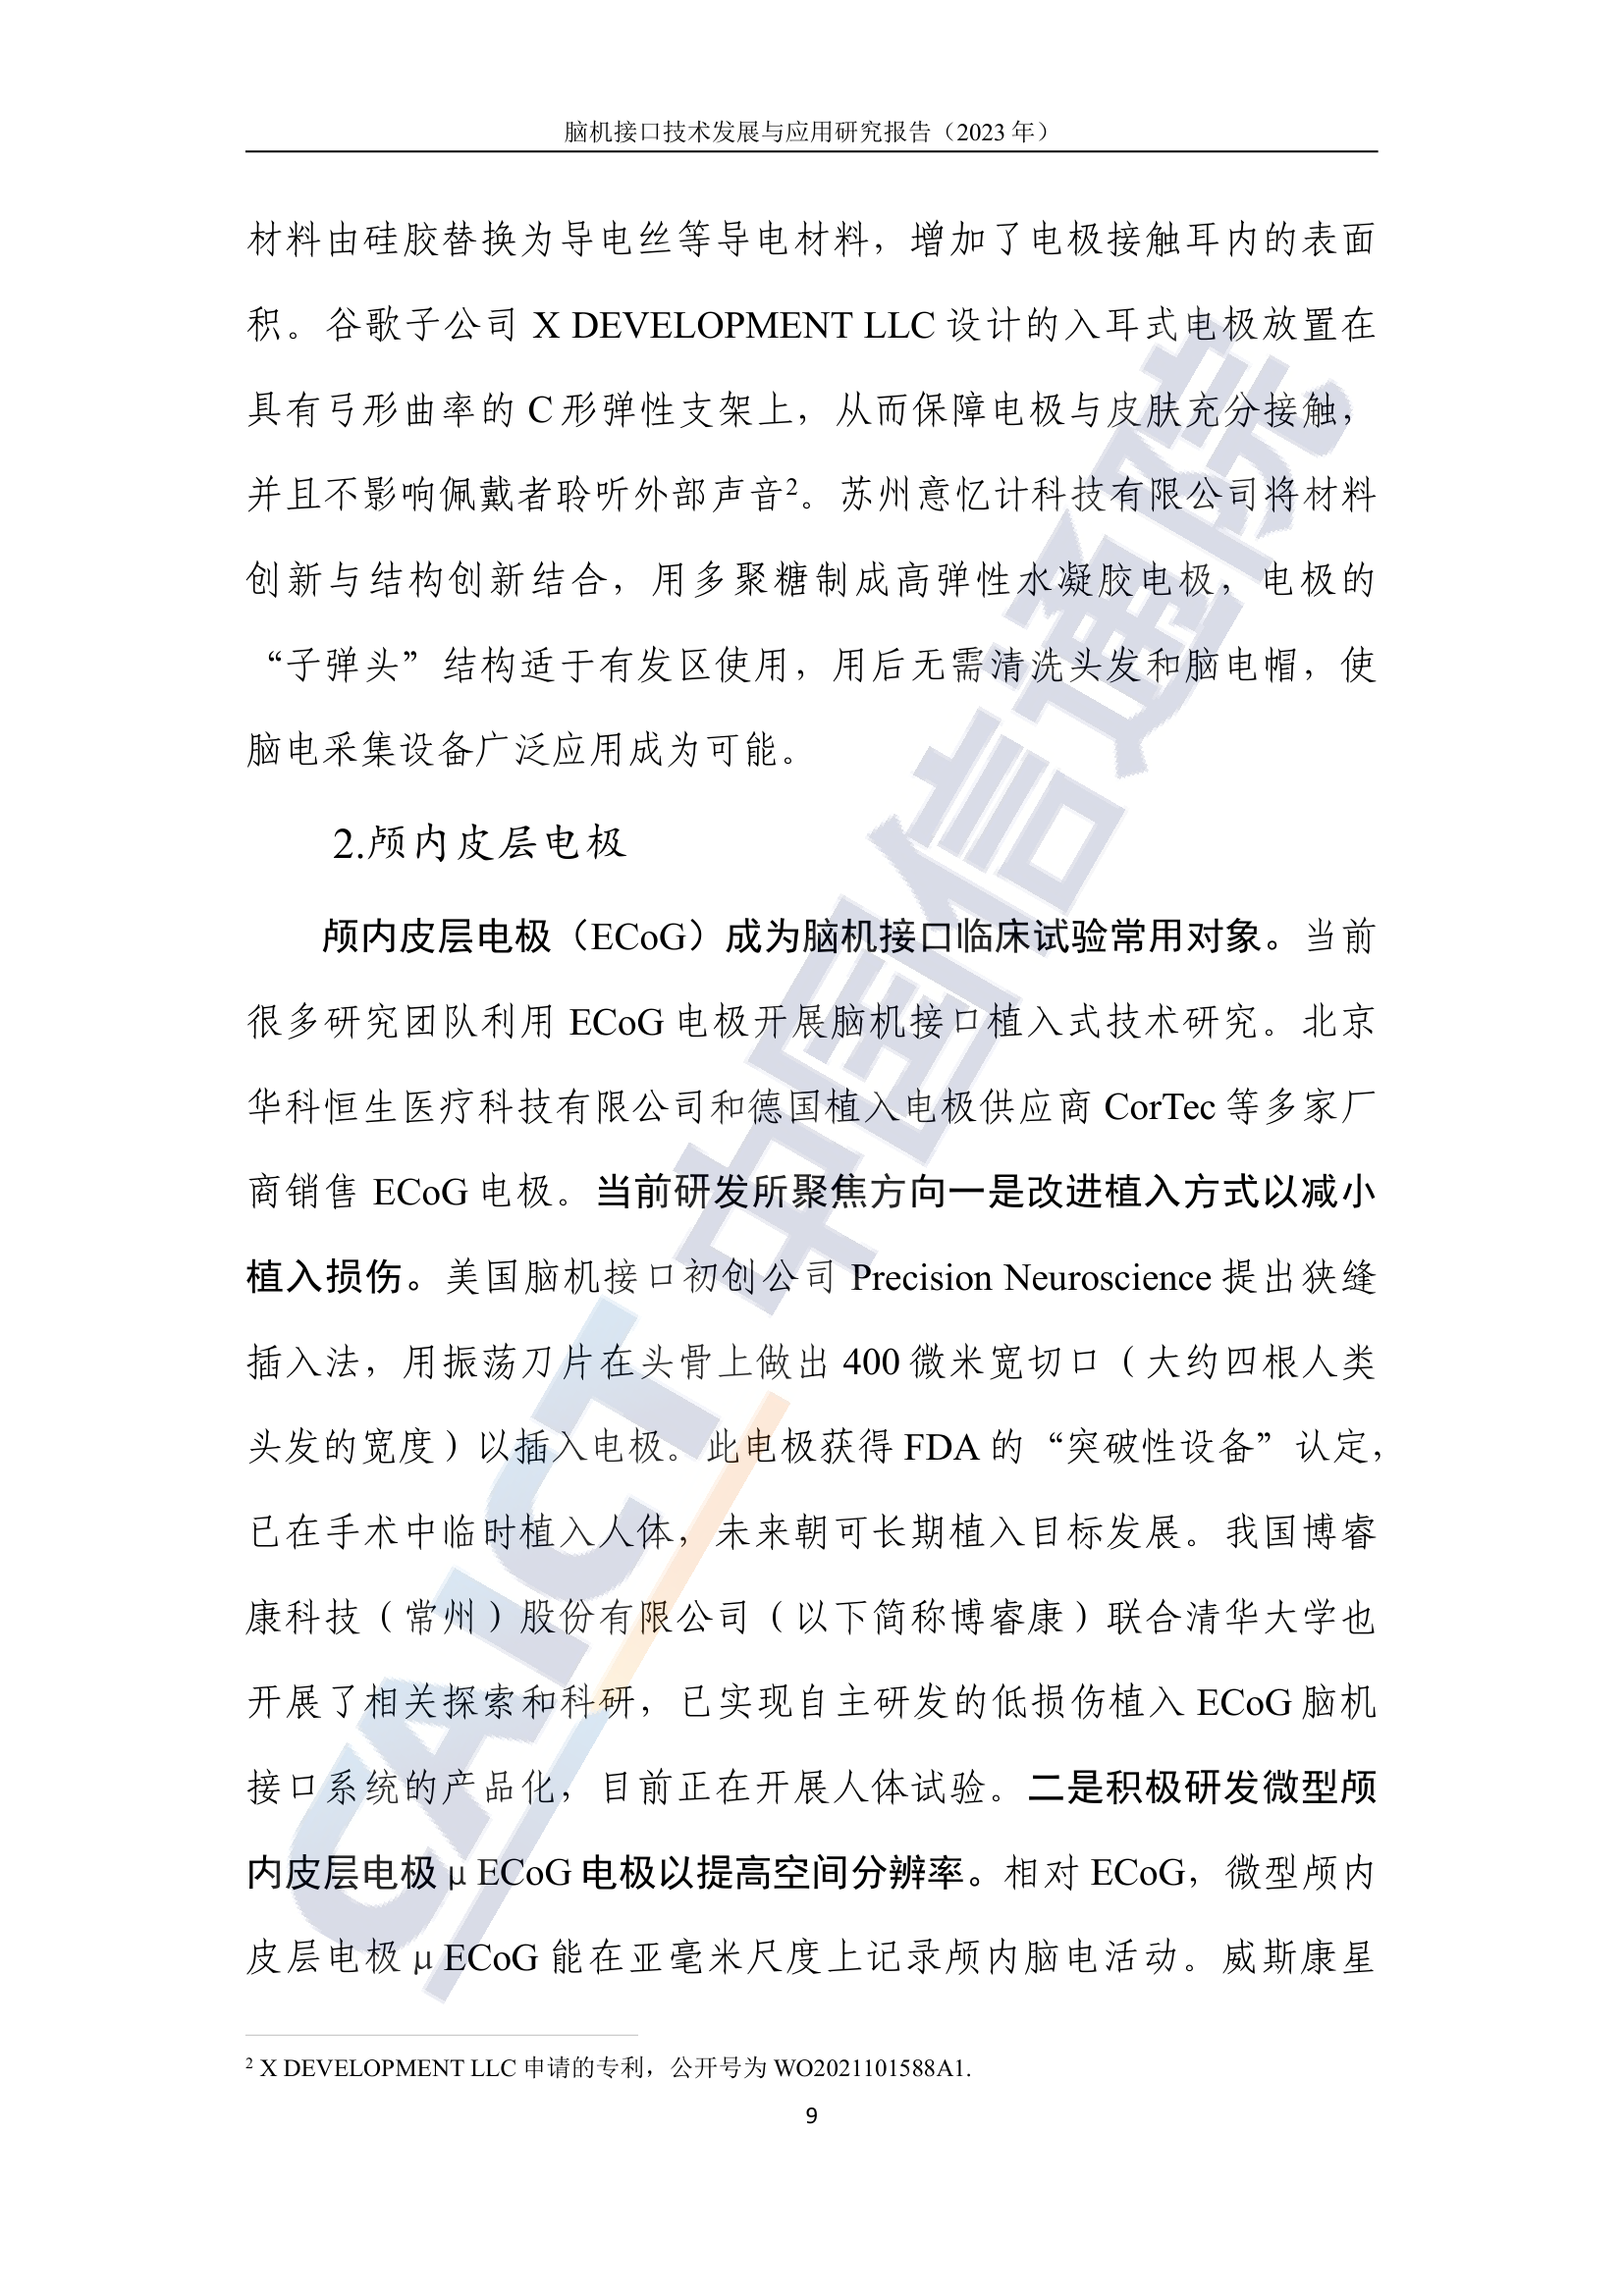 脑机接口技术发展与应用研究报告（2023 年）
材料由硅胶替换为导电丝等导电材料，增加了电极接触耳内的表面
积。谷歌子公司 X DEVELOPMENT LLC 设计的入耳式电极放置在
具有弓形曲率的 C 形弹性支架上，从而保障电极与皮肤充分接触，
并且不影响佩戴者聆听外部声音²。苏州意忆计科技有限公司将材料
创新与结构创新结合，用多聚糖制成高弹性水凝胶电极，电极的
“子弹头”结构适于有发区使用，用后无需清洗头发和脑电帽，使
脑电采集设备广泛应用成为可能。
2.颅内皮层电极
颅内皮层电极（ECoG）成为脑机接口临床试验常用对象。当前
很多研究团队利用 ECoG 电极开展脑机接口植入式技术研究。北京
华科恒生医疗科技有限公司和德国植入电极供应商 CorTec 等多家厂
商销售 ECoG 电极。当前研发所聚焦方向一是改进植入方式以减小
植入损伤。美国脑机接口初创公司 Precision Neuroscience 提出狭缝
插入法，用振荡刀片在头骨上做出 400 微米宽切口（大约四根人类
头发的宽度）以插入电极。此电极获得 FDA 的“突破性设备”认定，
已在手术中临时植入人体，未来朝可长期植入目标发展。我国博睿
康科技（常州）股份有限公司（以下简称博睿康）联合清华大学也
开展了相关探索和科研，已实现自主研发的低损伤植入 ECoG 脑机
接口系统的产品化，目前正在开展人体试验。二是积极研发微型颅
内皮层电极 μ ECoG 电极以提高空间分辨率。相对 ECoG，微型颅内
皮层电极 μ ECoG 能在亚毫米尺度上记录颅内脑电活动。威斯康星
² X DEVELOPMENT LLC 申请的专利，公开号为 WO2021101588A1.
9
CAICT 中国信通院